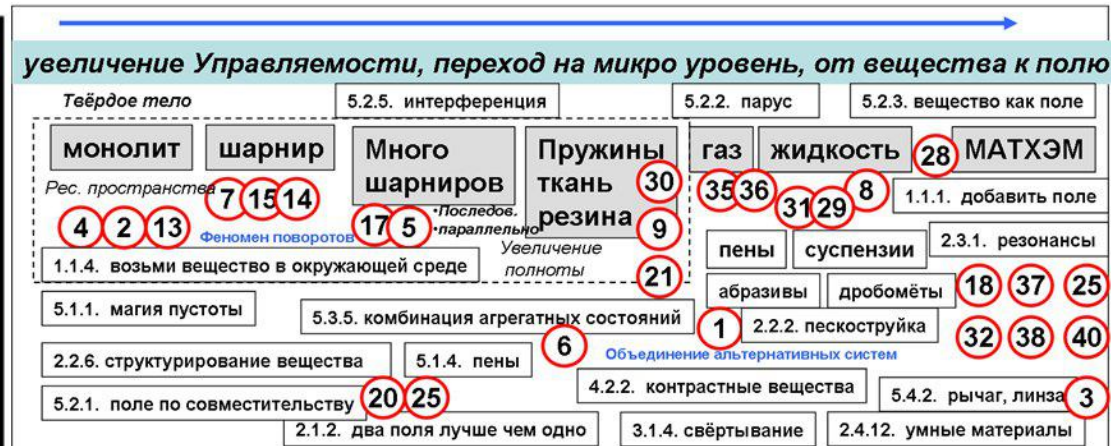 увеличение Управляемости, переход на микро уровень, от вещества к полю
Твёрдое тело
5.2.5. интерференция
5.2.2. парус
5.2.3. вещество как поле
монолит
шарнир
Много
шарниров
Пружины
ткань
резина
газ
жидкость
28
МАТХЭМ
Рес. пространства
7 15 14
30
35 36
31 29 8
1.1.1. добавить поле
4 2 13
Феномен поворотов
17 5
•Последов.
•параллельно
9
Увеличение
полноты
21
пены
суспензии
2.3.1. резонансы
1.1.4. возьми вещество в окружающей среде
абразивы
дробомёты
18 37 25
5.1.1. магия пустоты
5.3.5. комбинация агрегатных состояний
1
2.2.2. пескоструйка
32 38 40
6
Объединение альтернативных систем
2.2.6. структурирование вещества
5.1.4. пены
4.2.2. контрастные вещества
5.4.2. рычаг, линза
3
5.2.1. поле по совместительству
20 25
2.1.2. два поля лучше чем одно
3.1.4. свёртывание
2.4.12. умные материалы